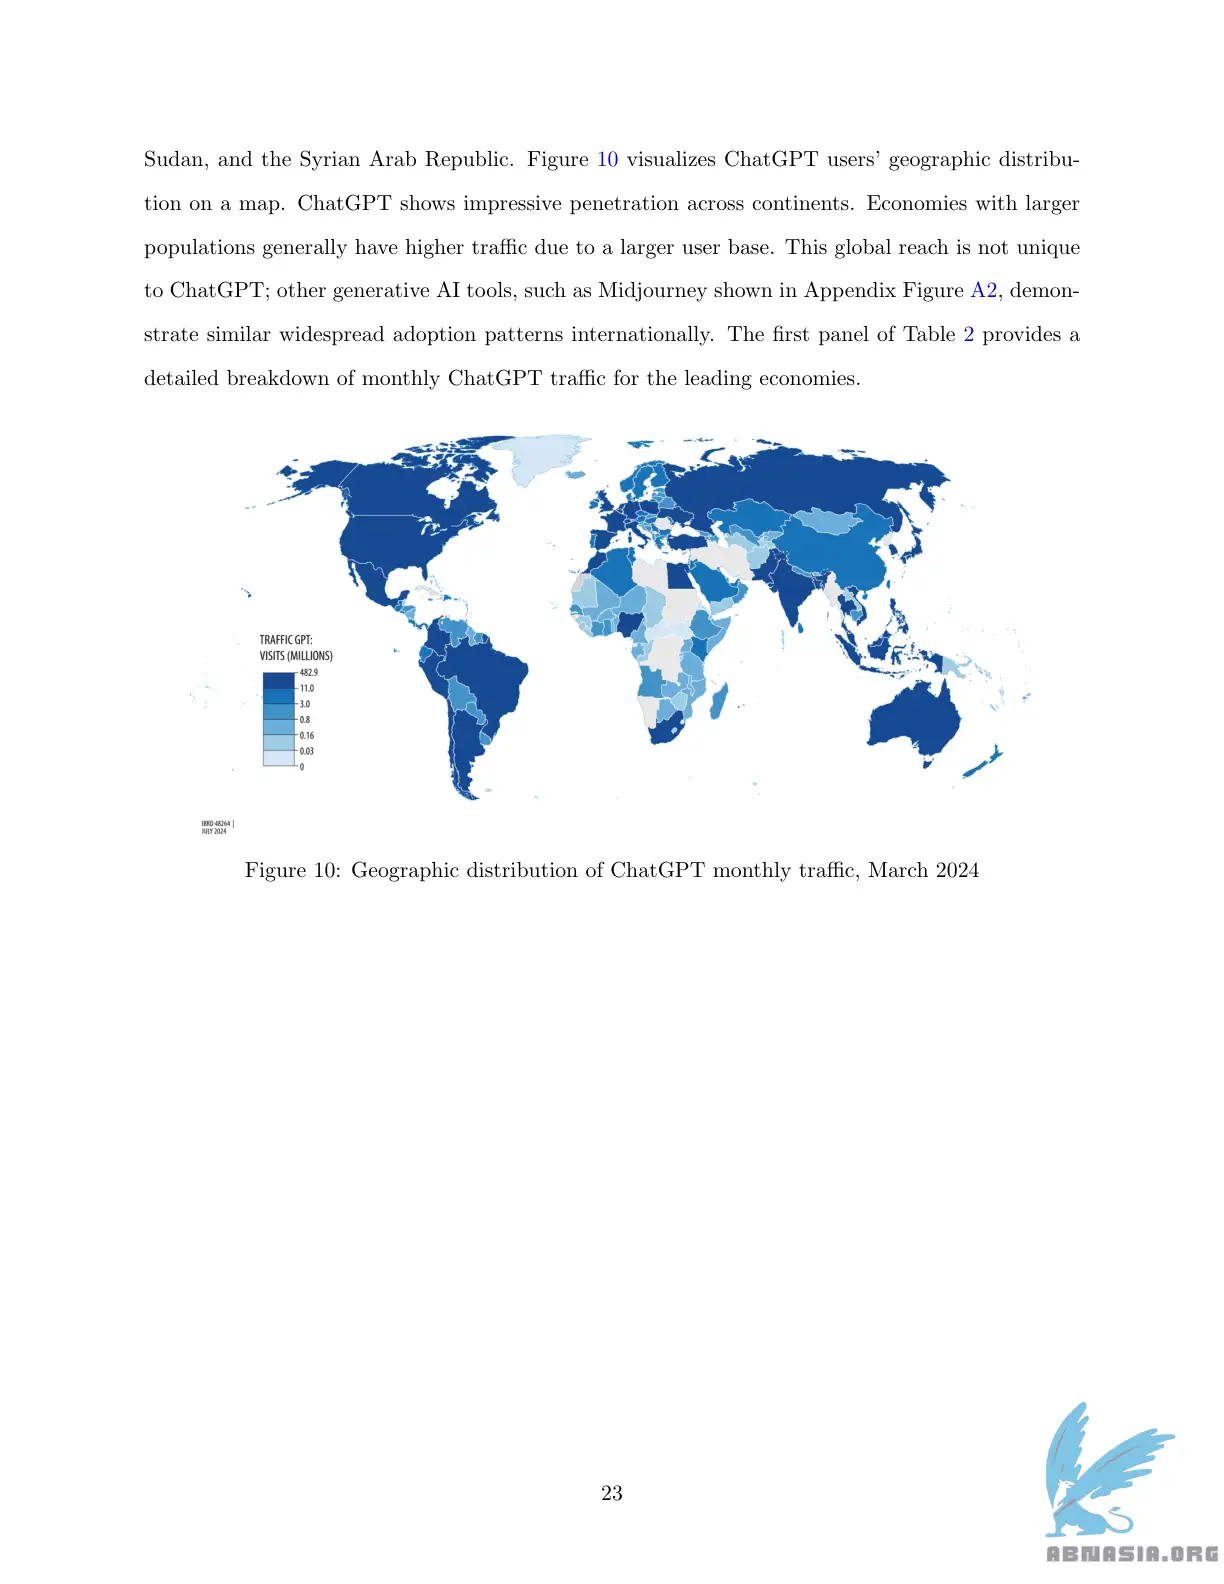 Sudan, and the Syrian Arab Republic. Figure 10 visualizes ChatGPT users' geographic distribu-
tion on a map. ChatGPT shows impressive penetration across continents. Economies with larger
populations generally have higher traffic due to a larger user base. This global reach is not unique
to ChatGPT; other generative AI tools, such as Midjourney shown in Appendix Figure A2, demon-
strate similar widespread adoption patterns internationally. The first panel of Table 2 provides a
detailed breakdown of monthly ChatGPT traffic for the leading economies.
TRAFFIC GPT:
VISITS (MILLIONS)
482.9
11.0
3.0
0.8
0.16
0.03
0
IBRD 48264 |
JULY 2024
Figure 10: Geographic distribution of ChatGPT monthly traffic, March 2024
23
ABNASIA.ORG